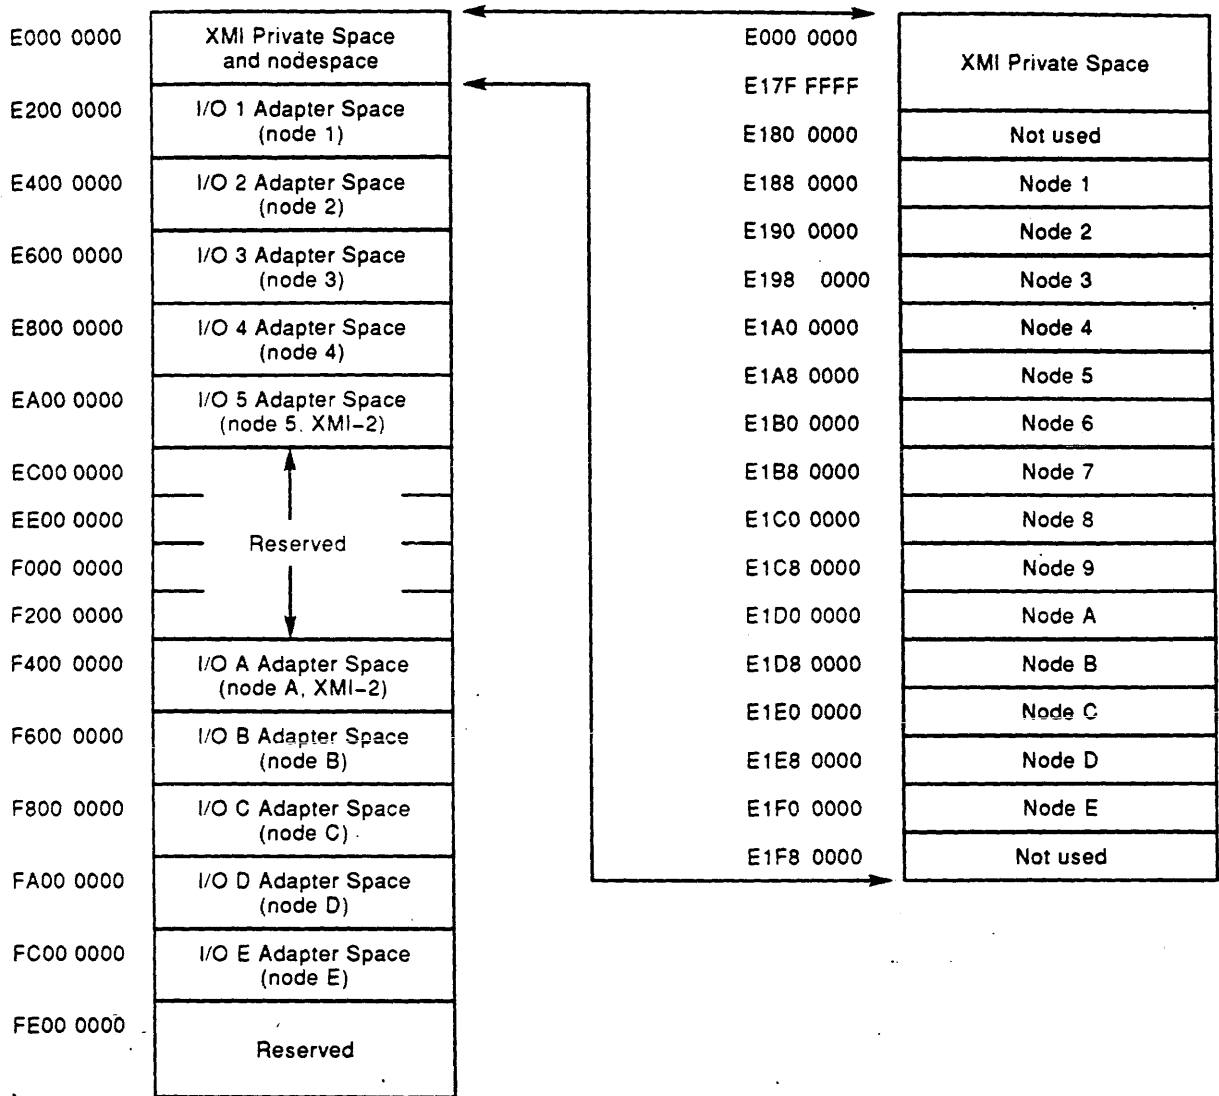 E000 0000
XMI Private Space
and nodespace
E200 0000
I/O 1 Adapter Space
(node 1)
E400 0000
I/O 2 Adapter Space
(node 2)
E600 0000
I/O 3 Adapter Space
(node 3)
E800 0000
I/O 4 Adapter Space
(node 4)
EA00 0000
I/O 5 Adapter Space
(node 5, XMI-2)
EC00 0000
EE00 0000
Reserved
F000 0000
F200 0000
F400 0000
I/O A Adapter Space
(node A, XMI-2)
F600 0000
I/O B Adapter Space
(node B)
F800 0000
I/O C Adapter Space
(node C)
FA00 0000
I/O D Adapter Space
(node D)
FC00 0000
I/O E Adapter Space
(node E)
FE00 0000
Reserved
E000 0000
XMI Private Space
E17F FFFF
E180 0000 Not used
E188 0000 Node 1
E190 0000 Node 2
E198 0000 Node 3
E1A0 0000 Node 4
E1A8 0000 Node 5
E1B0 0000 Node 6
E1B8 0000 Node 7
E1C0 0000 Node 8
E1C8 0000 Node 9
E1D0 0000 Node A
E1D8 0000 Node B
E1E0 0000 Node C
E1E8 0000 Node D
E1F0 0000 Node E
E1F8 0000 Not used